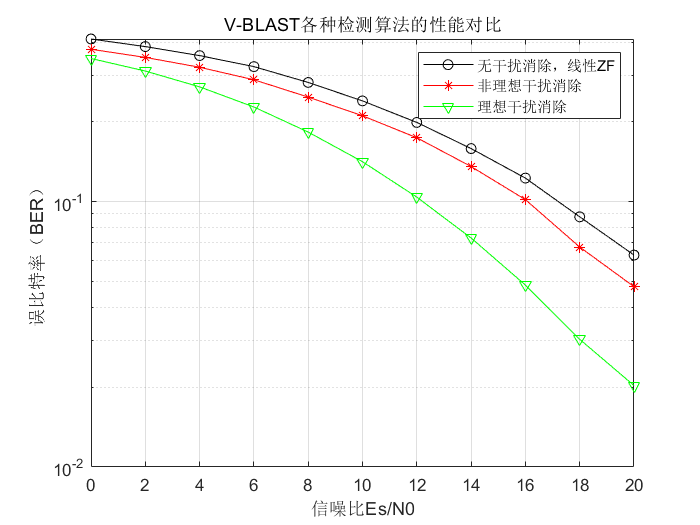 V-BLAST各种检测算法的性能对比
无干扰消除，线性ZF
非理想干扰消除
理想干扰消除
误比特率（BER）
10-1
10-2
0 2 4 6 8 10 12 14 16 18 20
信噪比Es/N0